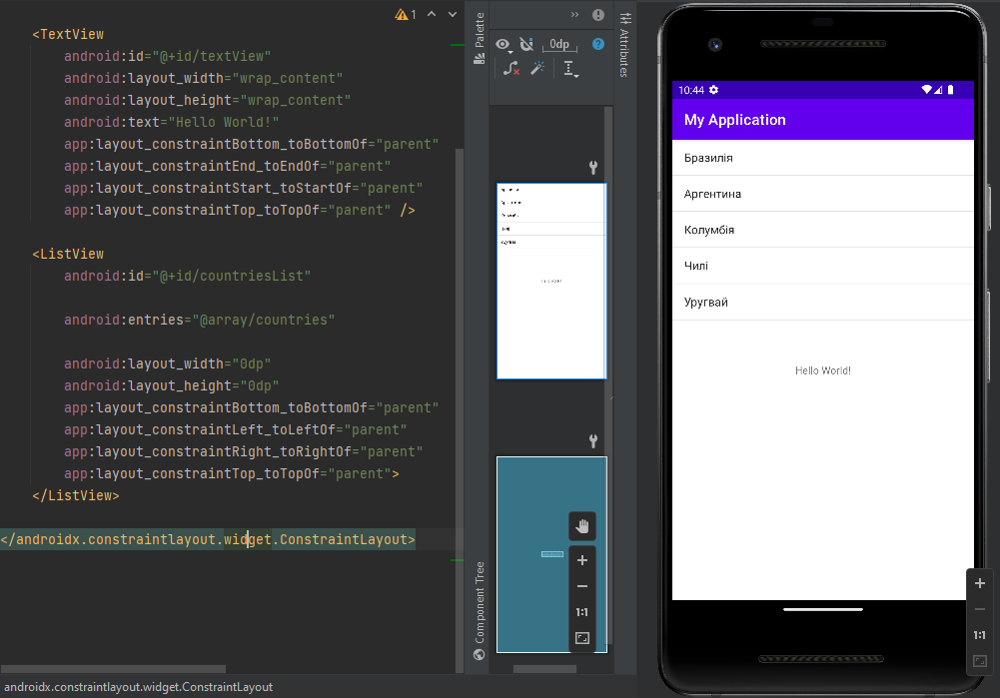 1
<TextView
android:id="@+id/textView"
android:layout_width="wrap_content"
android:layout_height="wrap_content"
android:text="Hello World!"
app:layout_constraintBottom_toBottomOf="parent"
app:layout_constraintEnd_toEndOf="parent"
app:layout_constraintStart_toStartOf="parent"
app:layout_constraintTop_toTopOf="parent" />
<ListView
android:id="@+id/countriesList"
android:entries="@array/countries"
android:layout_width="0dp"
android:layout_height="0dp"
app:layout_constraintBottom_toBottomOf="parent"
app:layout_constraintLeft_toLeftOf="parent"
app:layout_constraintRight_toRightOf="parent"
app:layout_constraintTop_toTopOf="parent">
</ListView>
</androidx.constraintlayout.widget.ConstraintLayout>
androidx.constraintlayout.widget.ConstraintLayout
Palette
Component Tree
0dp
Attributes
1:1
10:44
My Application
Бразилія
Аргентина
Колумбія
Чилі
Уругвай
Hello World!
1:1